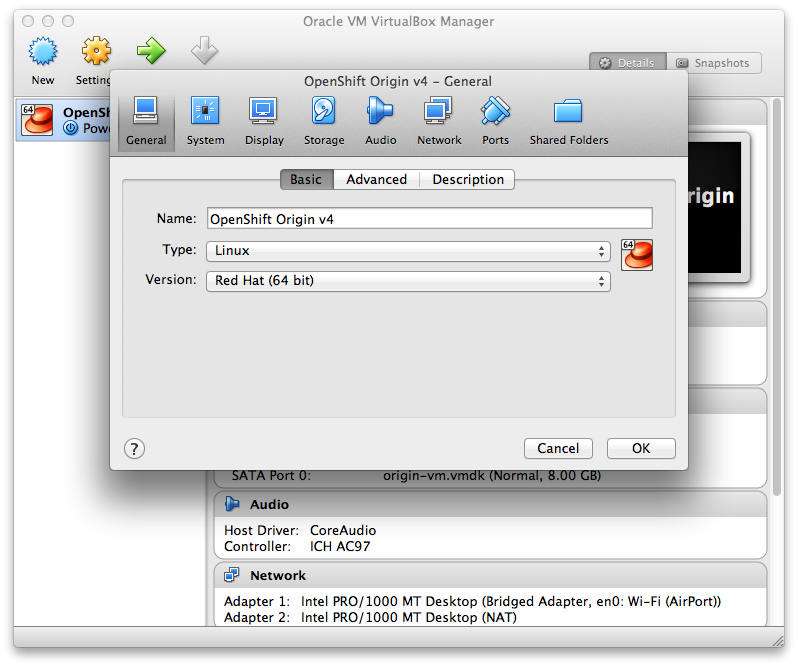 Oracle VM VirtualBox Manager
New
Details
Snapshots
64
OpenShift Origin v4 – General
General
System
Display
Storage
Audio
Network
Ports
Shared Folders
Basic
Advanced
Description
Name: OpenShift Origin v4
Type: Linux
64
Version: Red Hat (64 bit)
?
Cancel
OK
SATA Port 0: origin-vm.vmdk (Normal, 8.00 GB)
Audio
Host Driver: CoreAudio
Controller: ICH AC97
Network
Adapter 1: Intel PRO/1000 MT Desktop (Bridged Adapter, en0: Wi-Fi (AirPort))
Adapter 2: Intel PRO/1000 MT Desktop (NAT)